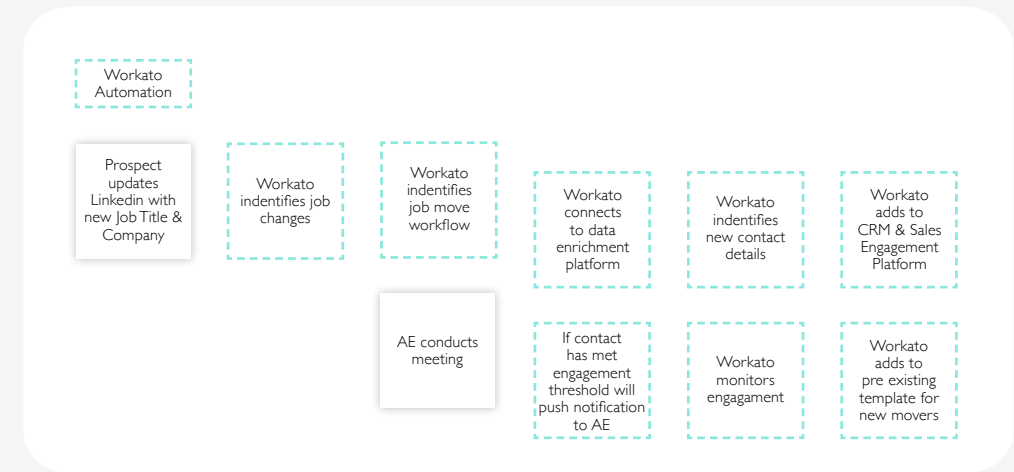 Workato
Automation
Prospect
updates
Linkedin with
new Job Title &
Company
Workato
identifies job
changes
Workato
indentifies
job move
workflow
Workato
connects
to data
enrichment
platform
Workato
indentifies
new contact
details
Workato
adds to
CRM & Sales
Engagement
Platform
AE conducts
meeting
If contact
has met
engagement
threshold will
push notification
to AE
Workato
monitors
engagament
Workato
adds to
pre existing
template for
new movers